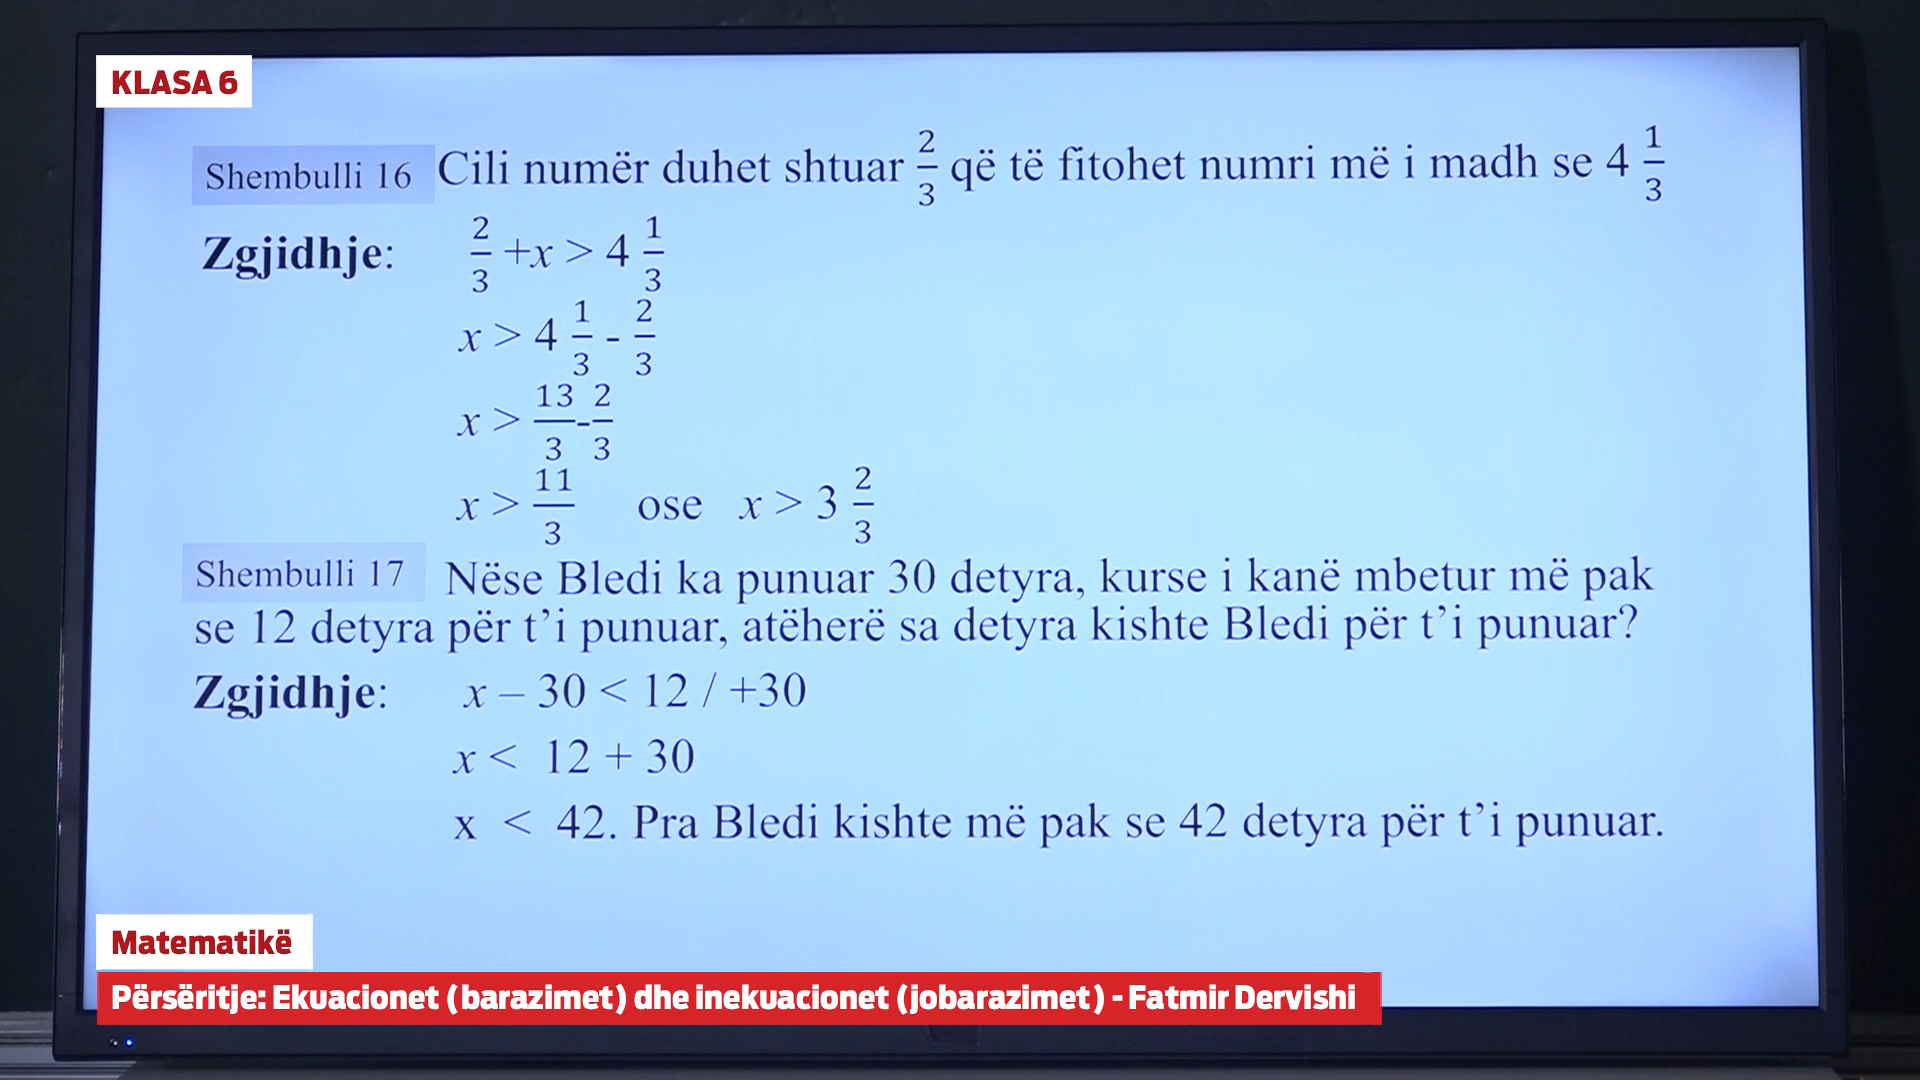 KLASA 6
Shembulli 16 Cili numër duhet shtuar 2/3 që të fitohet numri më i madh se 4 1/3
Zgjidhje: 2/3 +x > 4 1/3
x > 4 1/3 - 2/3
x > 13/3 - 2/3
x > 11/3 ose x > 3 2/3
Shembulli 17 Nëse Bledi ka punuar 30 detyra, kurse i kanë mbetur më pak
se 12 detyra për t’i punuar, atëherë sa detyra kishte Bledi për t’i punuar?
Zgjidhje: x – 30 < 12 / +30
x < 12 + 30
x < 42. Pra Bledi kishte më pak se 42 detyra për t’i punuar.
Matematikë
Përsëritje: Ekuacionet (barazimet) dhe inekuacionet (jobarazimet) - Fatmir Dervishi